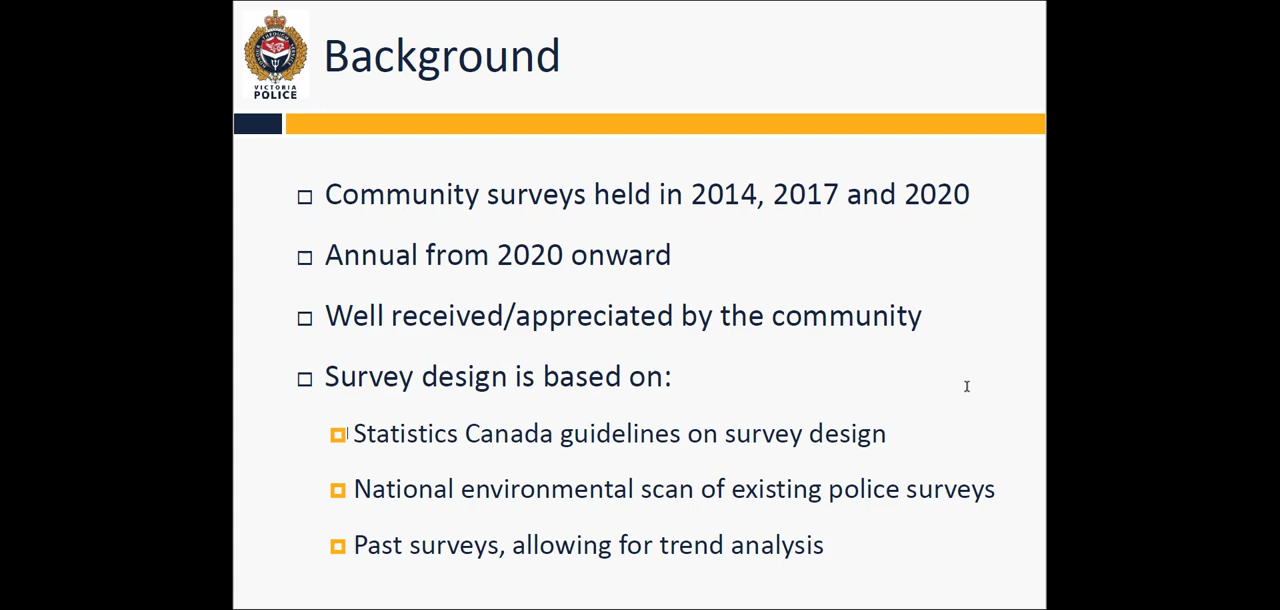 VICTORIA
POLICE
Background
Community surveys held in 2014, 2017 and 2020
Annual from 2020 onward
Well received/appreciated by the community
Survey design is based on:
Statistics Canada guidelines on survey design
National environmental scan of existing police surveys
Past surveys, allowing for trend analysis